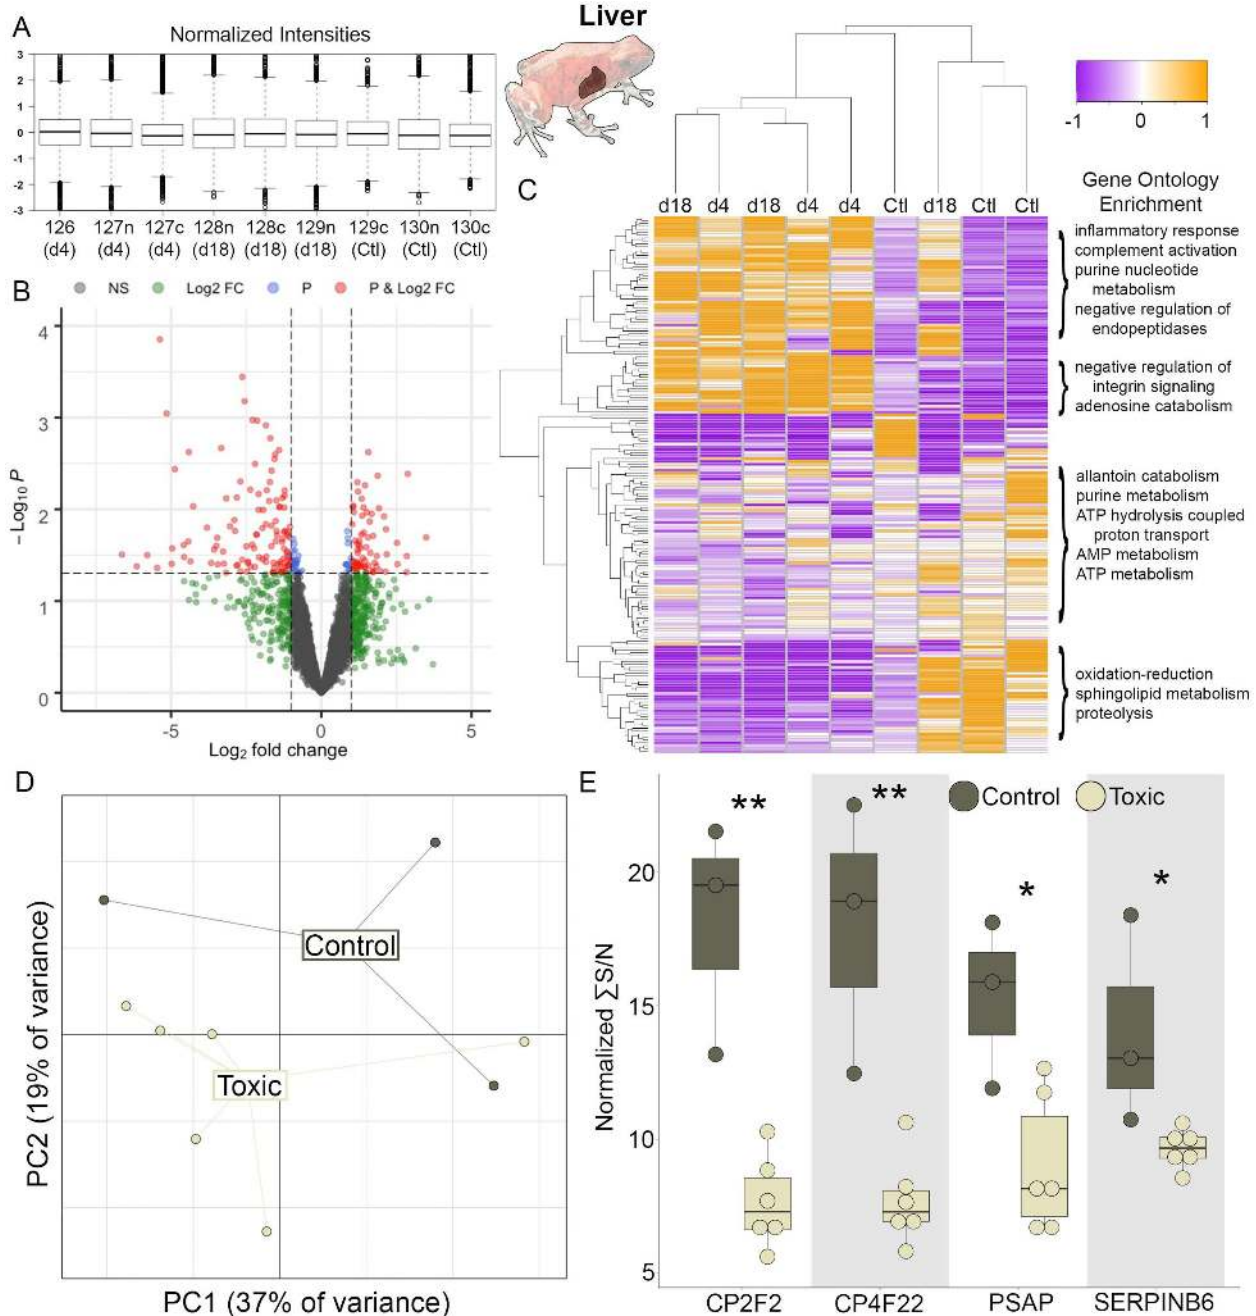 Liver
A
Normalized Intensities
3
2
1
0
-1
-2
-3
126 127n 127c 128n 128c 129n 129c 130n 130c
(d4) (d4) (d4) (d18) (d18) (d18) (Ctl) (Ctl) (Ctl)
B
NS Log2 FC P P & Log2 FC
4
3
2
1
0
-5 0 5
– Log10 P
Log2 fold change
C
-1 0 1
d18 d4 d18 d4 d4 Ctl d18 Ctl Ctl
Gene Ontology
Enrichment
inflammatory response
complement activation
purine nucleotide
metabolism
negative regulation of
endopeptidases
negative regulation of
integrin signaling
adenosine catabolism
allantoin catabolism
purine metabolism
ATP hydrolysis coupled
proton transport
AMP metabolism
ATP metabolism
oxidation-reduction
sphingolipid metabolism
proteolysis
D
Control
Toxic
PC2 (19% of variance)
PC1 (37% of variance)
E
Control Toxic
** ** * *
20
15
10
5
Normalized ∑S/N
CP2F2 CP4F22 PSAP SERPINB6